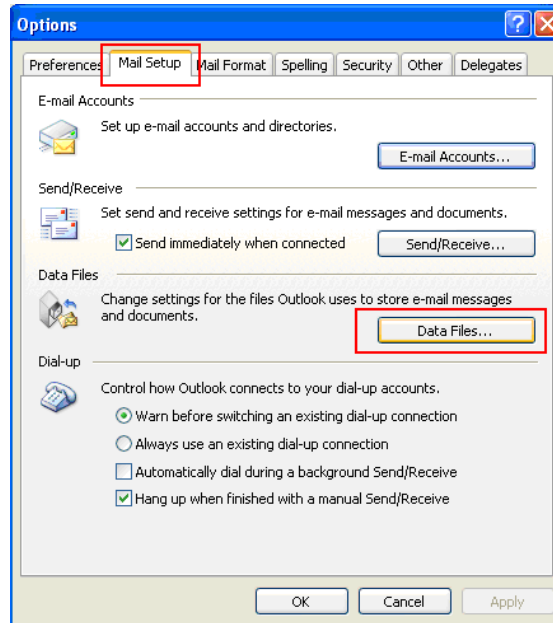 Options
Preferences Mail Setup Mail Format Spelling Security Other Delegates
E-mail Accounts
Set up e-mail accounts and directories.
E-mail Accounts...
Send/Receive
Set send and receive settings for e-mail messages and documents.
Send immediately when connected
Send/Receive...
Data Files
Change settings for the files Outlook uses to store e-mail messages
and documents.
Data Files...
Dial-up
Control how Outlook connects to your dial-up accounts.
Warn before switching an existing dial-up connection
Always use an existing dial-up connection
Automatically dial during a background Send/Receive
Hang up when finished with a manual Send/Receive
OK Cancel Apply